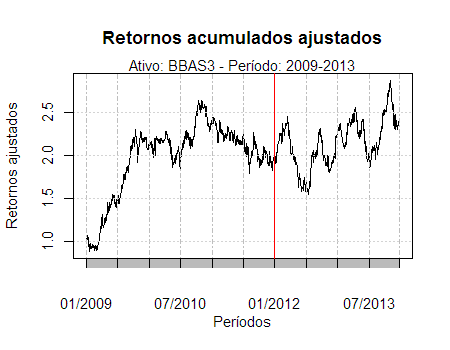 Retornos acumulados ajustados
Ativo: BBAS3 - Período: 2009-2013
Retornos ajustados
2.5
2.0
1.5
1.0
01/2009 07/2010 01/2012 07/2013
Períodos